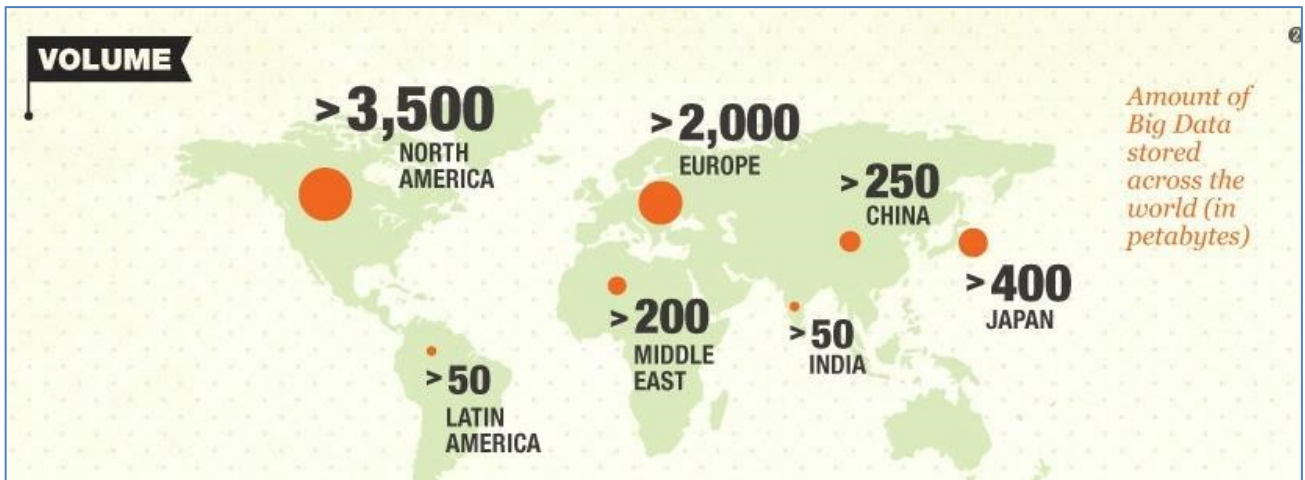 VOLUME
❷
> 3,500
NORTH
AMERICA
> 2,000
EUROPE
> 250
CHINA
> 400
JAPAN
> 200
MIDDLE
EAST
> 50
INDIA
> 50
LATIN
AMERICA
Amount of
Big Data
stored
across the
world (in
petabytes)